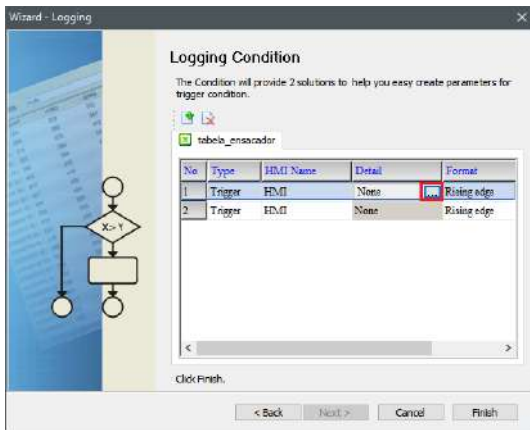 Wizard - Logging
Logging Condition
The Condition will provide 2 solutions to help you easy create parameters for
trigger condition.
tabela_ensacador
No Type HMI Name Detail Format
1 Trigger HMI None ... Rising edge
2 Trigger HMI None Rising edge
X> Y
Click Finish.
< Back Next > Cancel Finish